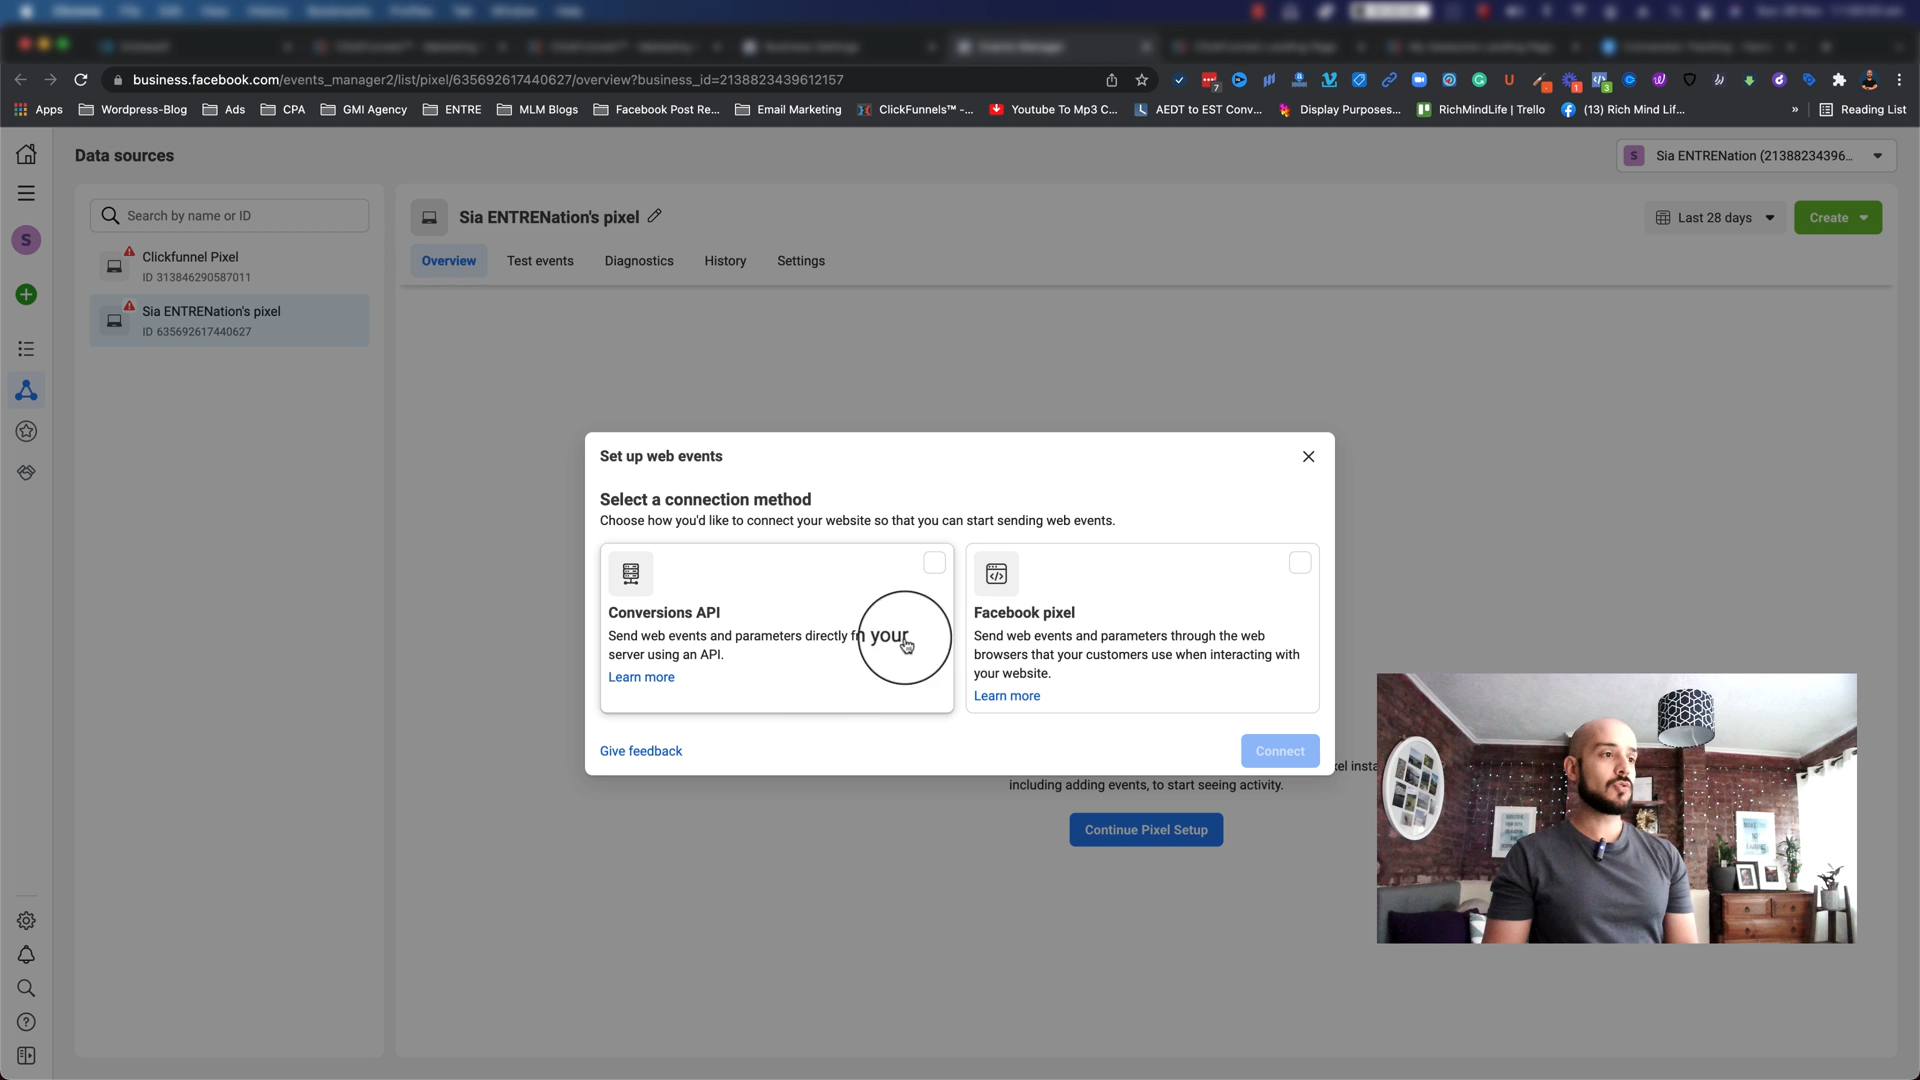 business.facebook.com/events_manager2/list/pixel/635692617440627/overview?business_id=2138823439612157
Apps Wordpress-Blog Ads CPA GMI Agency ENTRE MLM Blogs Facebook Post Re... Email Marketing ClickFunnels™ -... Youtube To Mp3 C... AEDT to EST Conv... Display Purposes... RichMindLife | Trello (13) Rich Mind Lif... » Reading List
Data sources
S Sia ENTRENation (21388234396...
Search by name or ID
Sia ENTRENation's pixel
Last 28 days
Create
S
Clickfunnel Pixel
ID 313846290587011
Overview Test events Diagnostics History Settings
Sia ENTRENation's pixel
ID 635692617440627
Set up web events
Select a connection method
Choose how you'd like to connect your website so that you can start sending web events.
Conversions API
Send web events and parameters directly your
server using an API.
Learn more
Facebook pixel
Send web events and parameters through the web
browsers that your customers use when interacting with
your website.
Learn more
Give feedback
Connect
including adding events, to start seeing activity.
Continue Pixel Setup